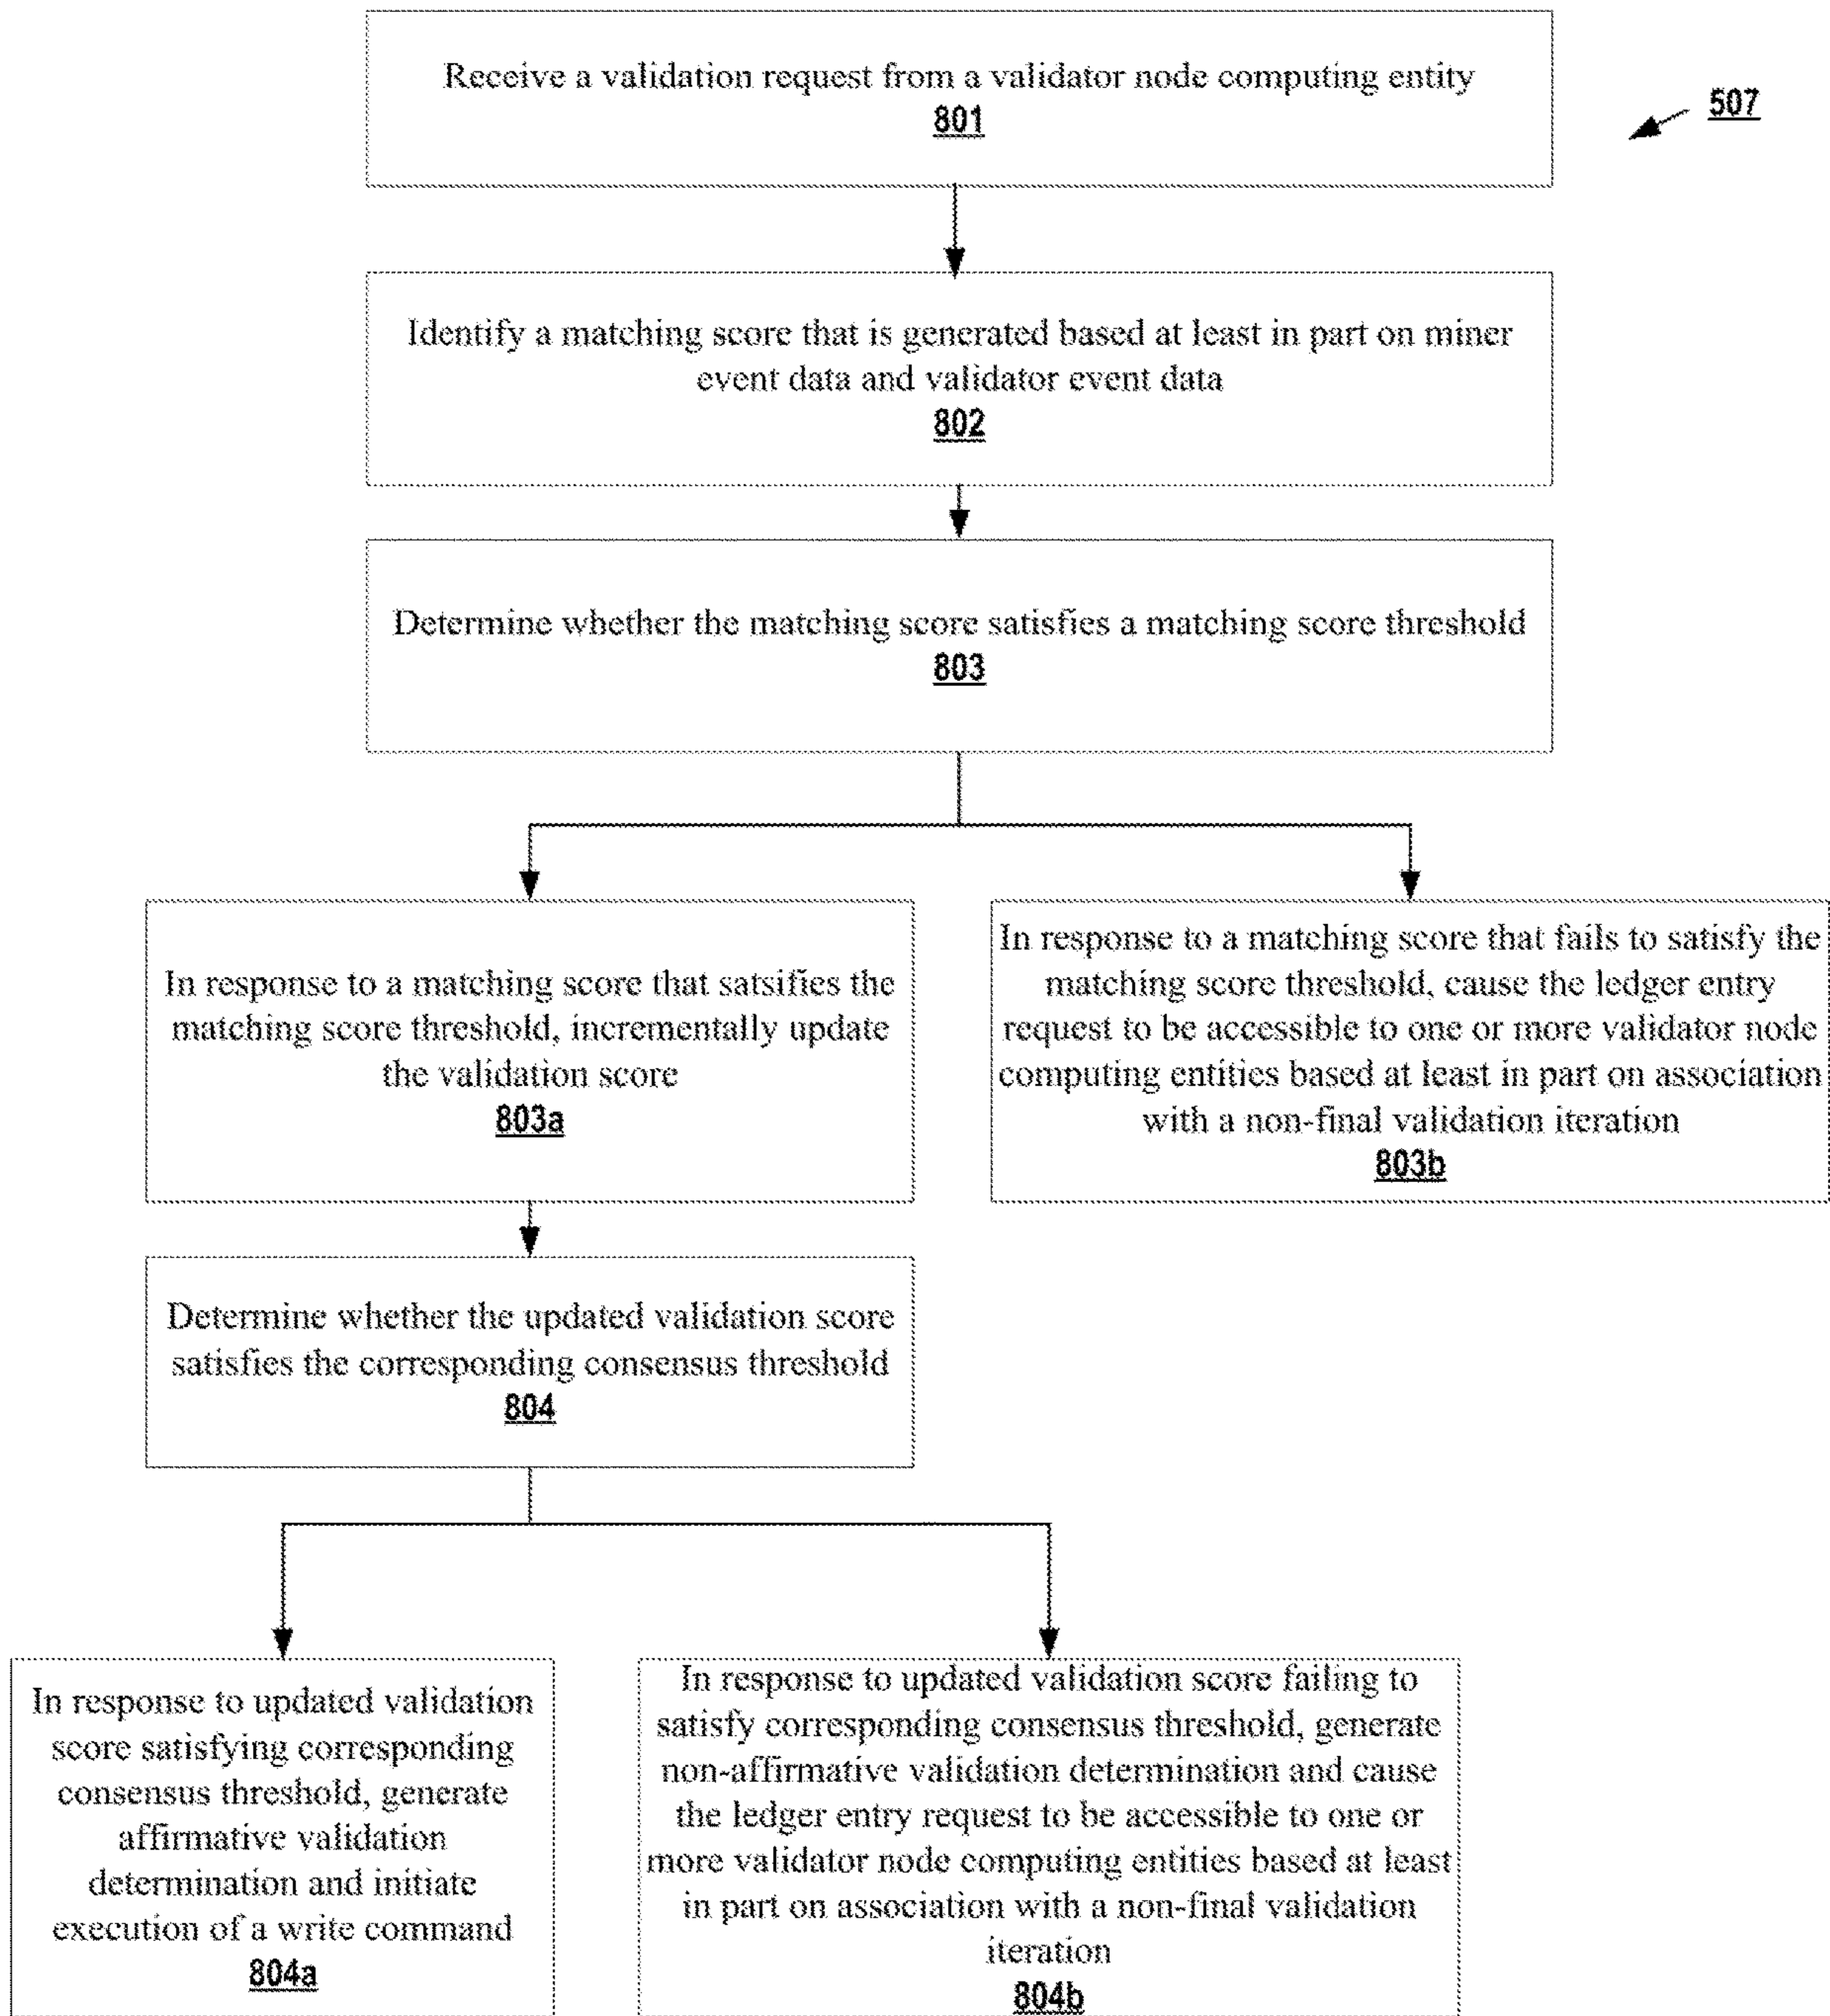 Receive a validation request from a validator node computing entity
801
507
Identify a matching score that is generated based at least in part on miner
event data and validator event data
802
Determine whether the matching score satisfies a matching score threshold
803
In response to a matching score that satsifies the
matching score threshold, incrementally update
the validation score
803a
In response to a matching score that fails to satisfy the
matching score threshold, cause the ledger entry
request to be accessible to one or more validator node
computing entities based at least in part on association
with a non-final validation iteration
803b
Determine whether the updated validation score
satisfies the corresponding consensus threshold
804
In response to updated validation
score satisfying corresponding
consensus threshold, generate
affirmative validation
determination and initiate
execution of a write command
804a
In response to updated validation score failing to
satisfy corresponding consensus threshold, generate
non-affirmative validation determination and cause
the ledger entry request to be accessible to one or
more validator node computing entities based at least
in part on association with a non-final validation
iteration
804b